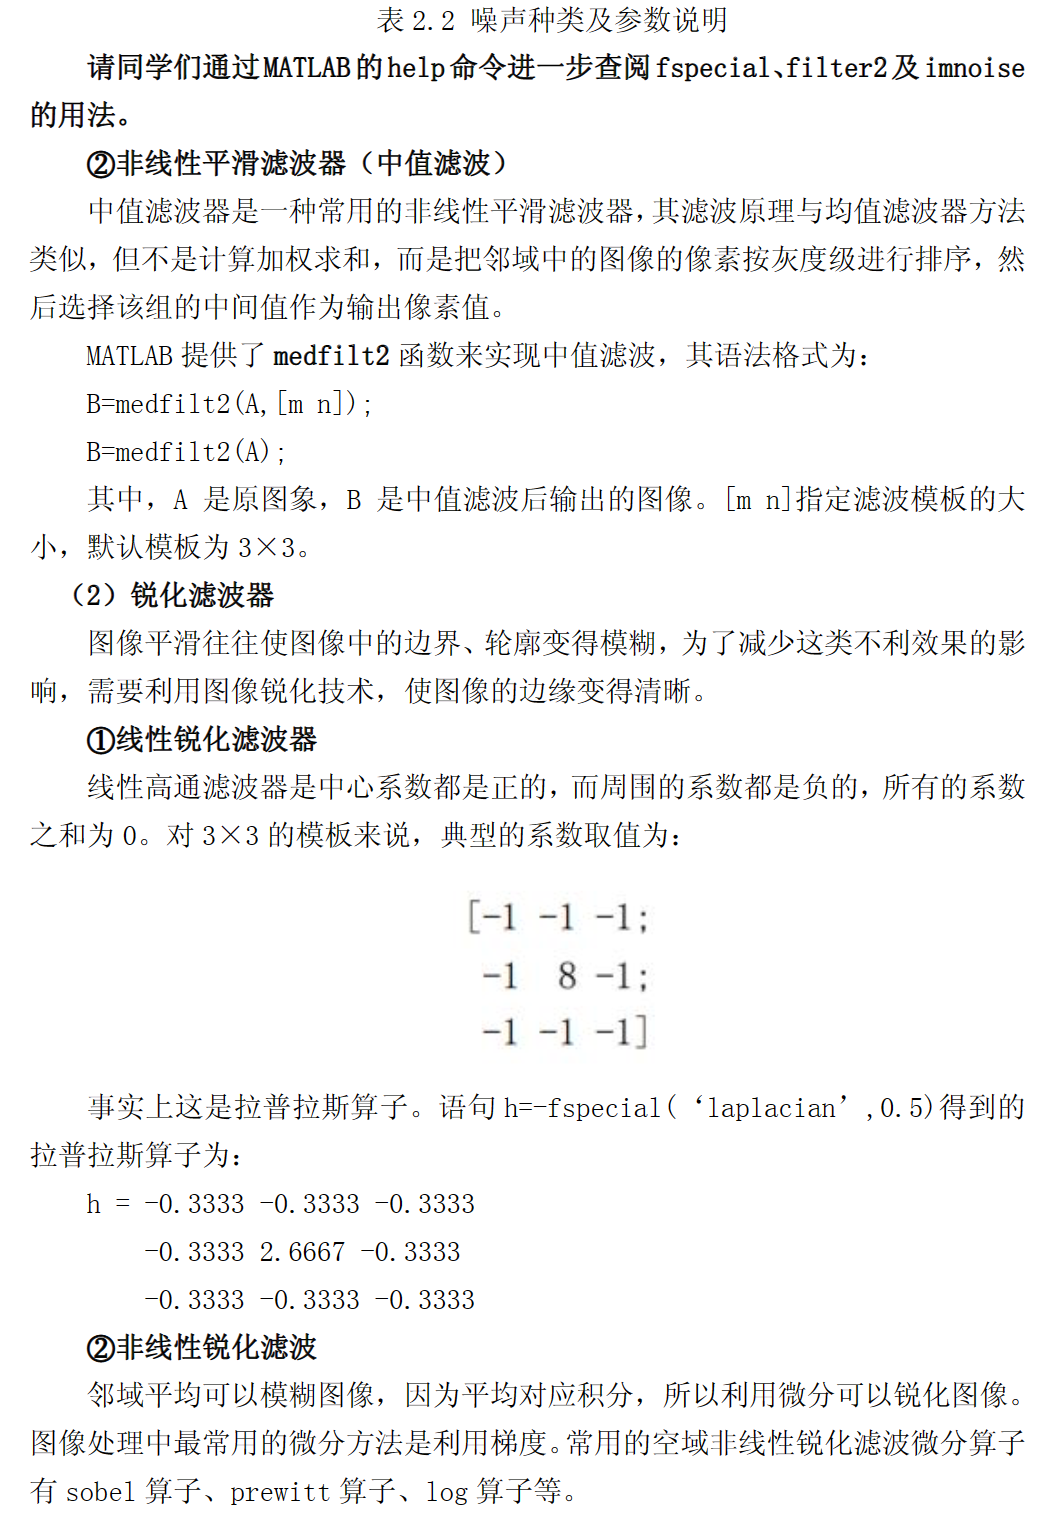 表 2.2 噪声种类及参数说明
请同学们通过MATLAB的help命令进一步查阅fspecial、filter2及imnoise
的用法。
②非线性平滑滤波器（中值滤波）
中值滤波器是一种常用的非线性平滑滤波器，其滤波原理与均值滤波器方法
类似，但不是计算加权求和，而是把邻域中的图像的像素按灰度级进行排序，然
后选择该组的中间值作为输出像素值。
MATLAB 提供了 medfilt2 函数来实现中值滤波，其语法格式为：
B=medfilt2(A,[m n]);
B=medfilt2(A);
其中，A 是原图象，B 是中值滤波后输出的图像。[m n]指定滤波模板的大
小，默认模板为 3×3。
（2）锐化滤波器
图像平滑往往使图像中的边界、轮廓变得模糊，为了减少这类不利效果的影
响，需要利用图像锐化技术，使图像的边缘变得清晰。
①线性锐化滤波器
线性高通滤波器是中心系数都是正的，而周围的系数都是负的，所有的系数
之和为 0。对 3×3 的模板来说，典型的系数取值为：
[-1 -1 -1;
-1 8 -1;
-1 -1 -1]
事实上这是拉普拉斯算子。语句 h=-fspecial(‘laplacian’,0.5)得到的
拉普拉斯算子为：
h = -0.3333 -0.3333 -0.3333
-0.3333 2.6667 -0.3333
-0.3333 -0.3333 -0.3333
②非线性锐化滤波
邻域平均可以模糊图像，因为平均对应积分，所以利用微分可以锐化图像。
图像处理中最常用的微分方法是利用梯度。常用的空域非线性锐化滤波微分算子
有 sobel 算子、prewitt 算子、log 算子等。